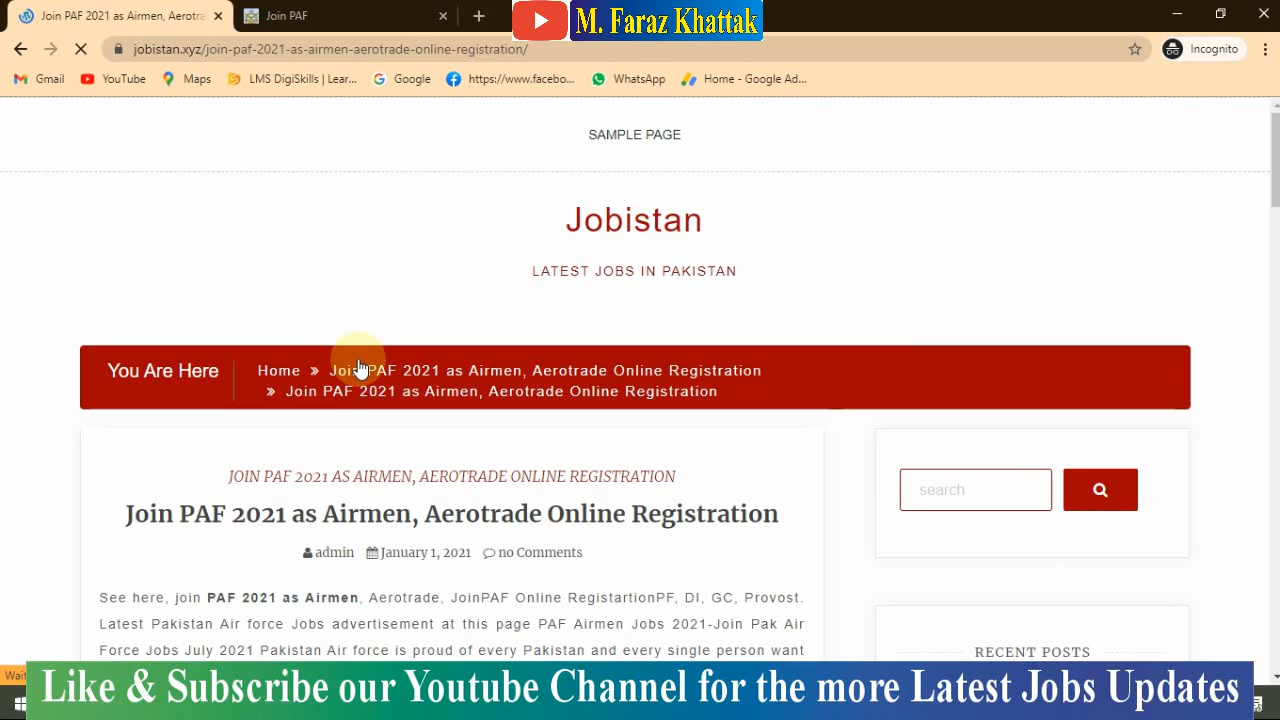 Join PAF 2021 as Airmen, Aerotrad
Join PAF
M. Faraz Khattak
jobistan.xyz/join-paf-2021-as-airmen-aerotrade-online-registration/
Incognito
Gmail YouTube Maps LMS DigiSkills | Lear... Google https://www.facebo... WhatsApp Home - Google Ad...
SAMPLE PAGE
Jobistan
LATEST JOBS IN PAKISTAN
You Are Here
Home » Join PAF 2021 as Airmen, Aerotrade Online Registration
» Join PAF 2021 as Airmen, Aerotrade Online Registration
JOIN PAF 2021 AS AIRMEN, AEROTRADE ONLINE REGISTRATION
Join PAF 2021 as Airmen, Aerotrade Online Registration
admin January 1, 2021 no Comments
search
See here, join PAF 2021 as Airmen, Aerotrade, JoinPAF Online RegistartionPF, DI, GC, Provost.
Latest Pakistan Air force Jobs advertisement at this page PAF Airmen Jobs 2021-Join Pak Air
Force Jobs July 2021 Pakistan Air force is proud of every Pakistan and every single person want
RECENT POSTS
Like & Subscribe our Youtube Channel for the more Latest Jobs Updates